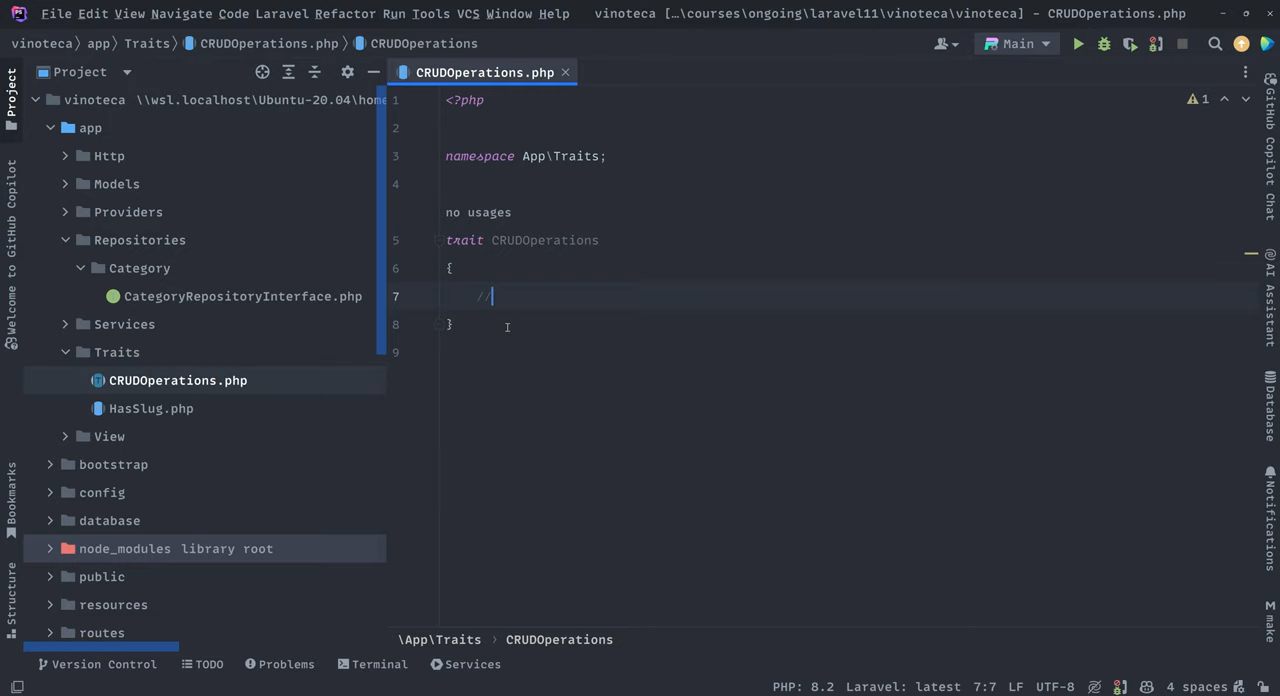 File Edit View Navigate Code Laravel Refactor Run Tools VCS Window Help vinoteca […\courses\ongoing\laravel11\vinoteca\vinoteca] – CRUDOperations.php
vinoteca app Traits CRUDOperations.php CRUDOperations
Main
Project
Project
CRUDOperations.php
vinoteca \\wsl.localhost\Ubuntu-20.04\home
app
Http
Models
Providers
Repositories
Category
CategoryRepositoryInterface.php
Services
Traits
CRUDOperations.php
HasSlug.php
View
bootstrap
config
database
node_modules library root
public
resources
routes
1 <?php
2
3 namespace App\Traits;
4
no usages
5 trait CRUDOperations
6 {
7 //
8 }
9
1
Welcome to GitHub Copilot
Bookmarks
Structure
GitHub Copilot Chat
AI Assistant
Database
Notifications
M make
\App\Traits › CRUDOperations
Version Control TODO Problems Terminal Services
PHP: 8.2 Laravel: latest 7:7 LF UTF-8 4 spaces